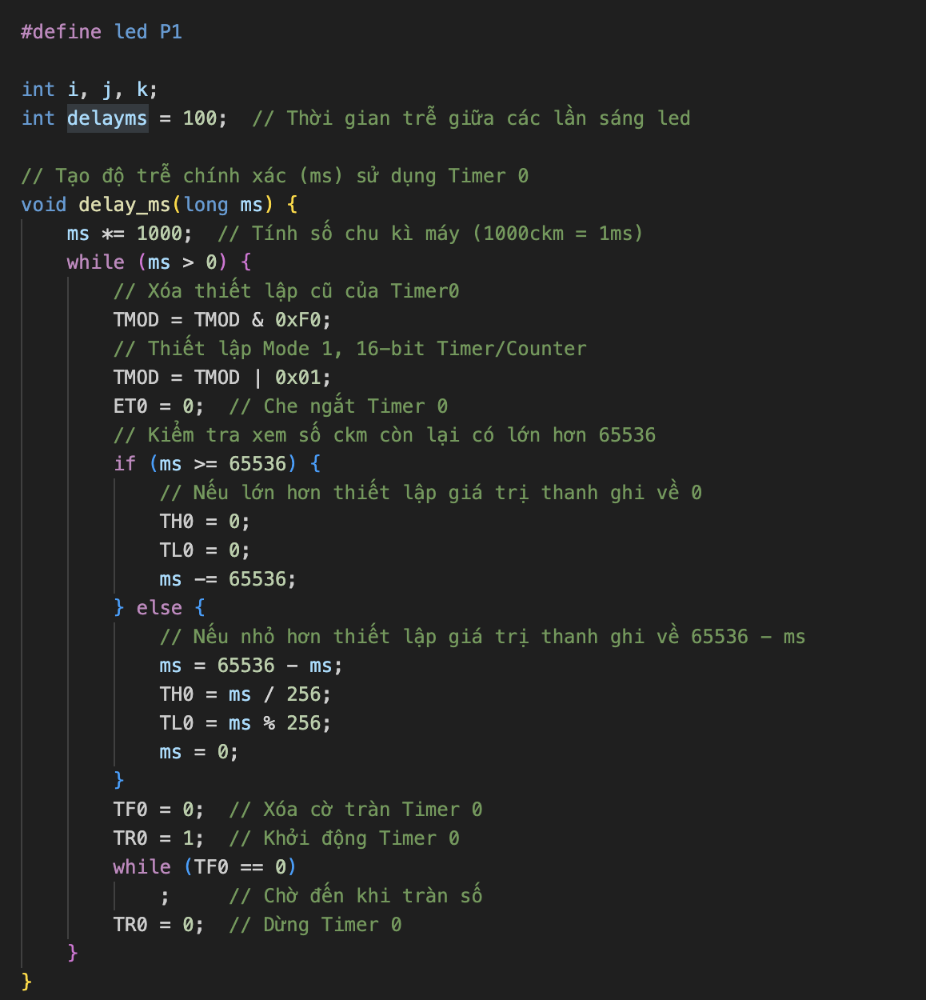 #define led P1
int i, j, k;
int delayms = 100;  // Thời gian trễ giữa các lần sáng led
// Tạo độ trễ chính xác (ms) sử dụng Timer 0
void delay_ms(long ms) {
    ms *= 1000;  // Tính số chu kì máy (1000ckm = 1ms)
    while (ms > 0) {
        // Xóa thiết lập cũ của Timer0
        TMOD = TMOD & 0xF0;
        // Thiết lập Mode 1, 16-bit Timer/Counter
        TMOD = TMOD | 0x01;
        ET0 = 0;  // Che ngắt Timer 0
        // Kiểm tra xem số ckm còn lại có lớn hơn 65536
        if (ms >= 65536) {
            // Nếu lớn hơn thiết lập giá trị thanh ghi về 0
            TH0 = 0;
            TL0 = 0;
            ms -= 65536;
        } else {
            // Nếu nhỏ hơn thiết lập giá trị thanh ghi về 65536 - ms
            ms = 65536 - ms;
            TH0 = ms / 256;
            TL0 = ms % 256;
            ms = 0;
        }
        TF0 = 0;  // Xóa cờ tràn Timer 0
        TR0 = 1;  // Khởi động Timer 0
        while (TF0 == 0)
            ;     // Chờ đến khi tràn số
        TR0 = 0;  // Dừng Timer 0
    }
}